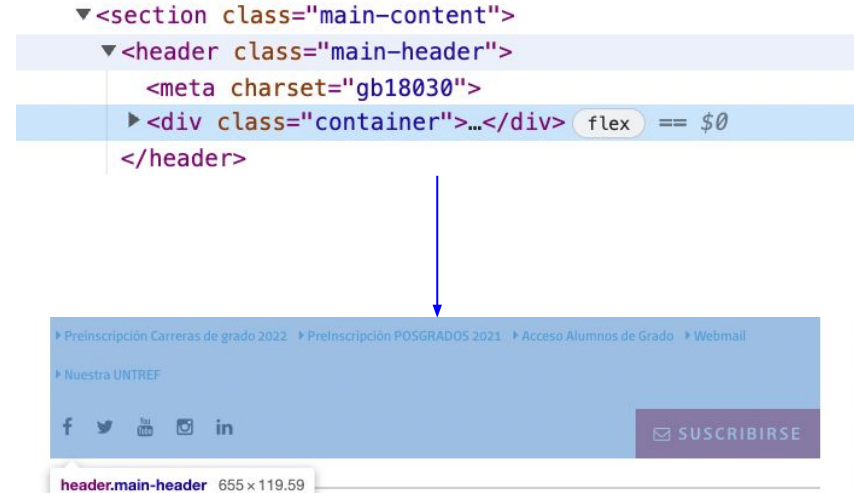 ▼<section class="main-content">
▼<header class="main-header">
<meta charset="gb18030">
▶<div class="container">…</div> flex == $0
</header>
Preinscripción Carreras de grado 2022 PreInscripción POSGRADOS 2021 Acceso Alumnos de Grado Webmail
Nuestra UNTREF
You Tube
SUSCRIBIRSE
header.main-header 655 × 119.59